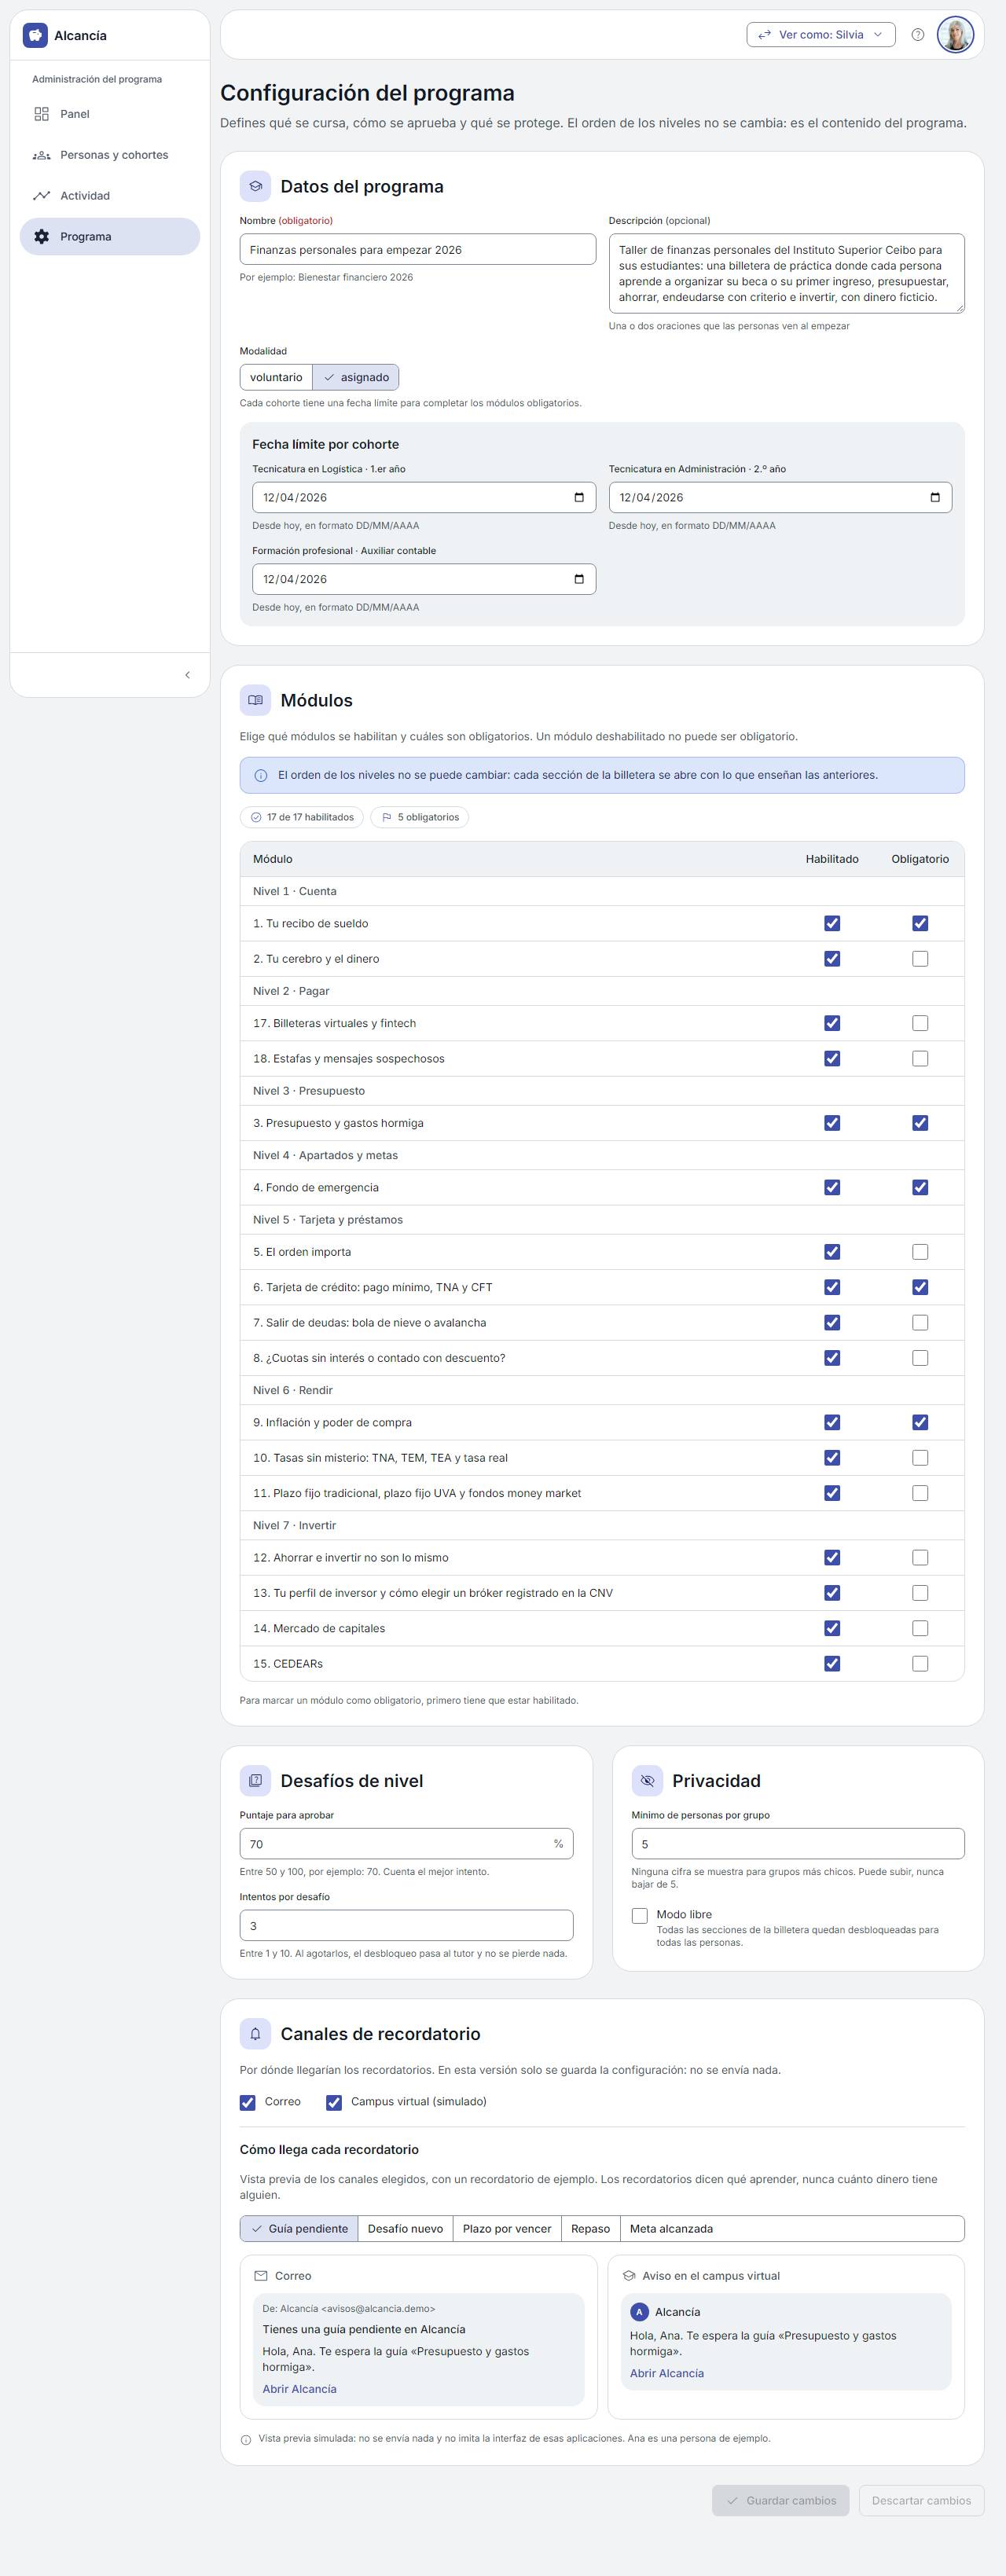 Alcancía
Ver como: Silvia
Administración del programa
Panel
Personas y cohortes
Actividad
Programa
Configuración del programa
Defines qué se cursa, cómo se aprueba y qué se protege. El orden de los niveles no se cambia: es el contenido del programa.
Datos del programa
Nombre (obligatorio)
Finanzas personales para empezar 2026
Por ejemplo: Bienestar financiero 2026
Descripción (opcional)
Taller de finanzas personales del Instituto Superior Ceibo para
sus estudiantes: una billetera de práctica donde cada persona
aprende a organizar su beca o su primer ingreso, presupuestar,
ahorrar, endeudarse con criterio e invertir, con dinero ficticio.
Una o dos oraciones que las personas ven al empezar
Modalidad
voluntario
asignado
Cada cohorte tiene una fecha límite para completar los módulos obligatorios.
Fecha límite por cohorte
Tecnicatura en Logística · 1.er año
12/04/2026
Desde hoy, en formato DD/MM/AAAA
Tecnicatura en Administración · 2.º año
12/04/2026
Desde hoy, en formato DD/MM/AAAA
Formación profesional · Auxiliar contable
12/04/2026
Desde hoy, en formato DD/MM/AAAA
Módulos
Elige qué módulos se habilitan y cuáles son obligatorios. Un módulo deshabilitado no puede ser obligatorio.
El orden de los niveles no se puede cambiar: cada sección de la billetera se abre con lo que enseñan las anteriores.
17 de 17 habilitados
5 obligatorios
Módulo Habilitado Obligatorio
Nivel 1 · Cuenta
1. Tu recibo de sueldo
2. Tu cerebro y el dinero
Nivel 2 · Pagar
17. Billeteras virtuales y fintech
18. Estafas y mensajes sospechosos
Nivel 3 · Presupuesto
3. Presupuesto y gastos hormiga
Nivel 4 · Apartados y metas
4. Fondo de emergencia
Nivel 5 · Tarjeta y préstamos
5. El orden importa
6. Tarjeta de crédito: pago mínimo, TNA y CFT
7. Salir de deudas: bola de nieve o avalancha
8. ¿Cuotas sin interés o contado con descuento?
Nivel 6 · Rendir
9. Inflación y poder de compra
10. Tasas sin misterio: TNA, TEM, TEA y tasa real
11. Plazo fijo tradicional, plazo fijo UVA y fondos money market
Nivel 7 · Invertir
12. Ahorrar e invertir no son lo mismo
13. Tu perfil de inversor y cómo elegir un bróker registrado en la CNV
14. Mercado de capitales
15. CEDEARs
Para marcar un módulo como obligatorio, primero tiene que estar habilitado.
Desafíos de nivel
Puntaje para aprobar
70 %
Entre 50 y 100, por ejemplo: 70. Cuenta el mejor intento.
Intentos por desafío
3
Entre 1 y 10. Al agotarlos, el desbloqueo pasa al tutor y no se pierde nada.
Privacidad
Mínimo de personas por grupo
5
Ninguna cifra se muestra para grupos más chicos. Puede subir, nunca
bajar de 5.
Modo libre
Todas las secciones de la billetera quedan desbloqueadas para
todas las personas.
Canales de recordatorio
Por dónde llegarían los recordatorios. En esta versión solo se guarda la configuración: no se envía nada.
Correo
Campus virtual (simulado)
Cómo llega cada recordatorio
Vista previa de los canales elegidos, con un recordatorio de ejemplo. Los recordatorios dicen qué aprender, nunca cuánto dinero tiene
alguien.
Guía pendiente
Desafío nuevo
Plazo por vencer
Repaso
Meta alcanzada
Correo
De: Alcancía <avisos@alcancia.demo>
Tienes una guía pendiente en Alcancía
Hola, Ana. Te espera la guía «Presupuesto y gastos
hormiga».
Abrir Alcancía
Aviso en el campus virtual
A Alcancía
Hola, Ana. Te espera la guía «Presupuesto y gastos
hormiga».
Abrir Alcancía
Vista previa simulada: no se envía nada y no imita la interfaz de esas aplicaciones. Ana es una persona de ejemplo.
Guardar cambios
Descartar cambios